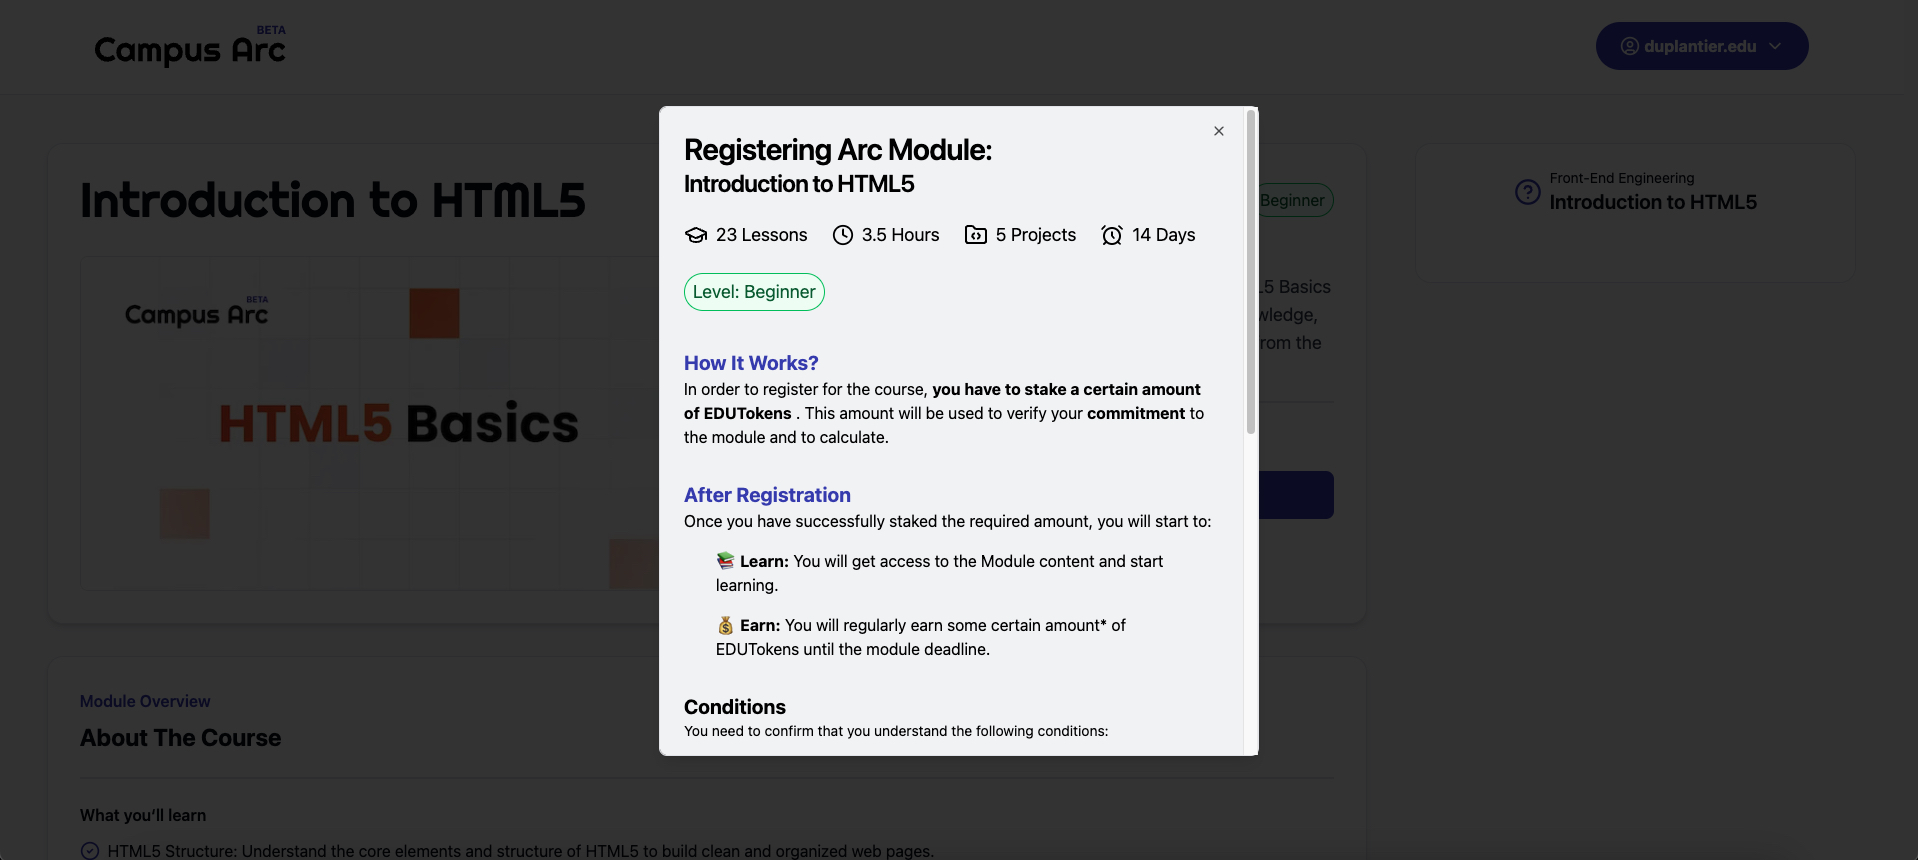 Campus Arc BETA
duplantier.edu
Introduction to HTML5
Beginner
Campus Arc BETA
HTML5 Basics
L5 Basics
wledge,
rom the
Front-End Engineering
Introduction to HTML5
Module Overview
About The Course
What you'll learn
HTML5 Structure: Understand the core elements and structure of HTML5 to build clean and organized web pages.
Registering Arc Module:
Introduction to HTML5
23 Lessons 3.5 Hours 5 Projects 14 Days
Level: Beginner
How It Works?
In order to register for the course, you have to stake a certain amount
of EDUTokens . This amount will be used to verify your commitment to
the module and to calculate.
After Registration
Once you have successfully staked the required amount, you will start to:
📚 Learn: You will get access to the Module content and start
learning.
💰 Earn: You will regularly earn some certain amount* of
EDUTokens until the module deadline.
Conditions
You need to confirm that you understand the following conditions: